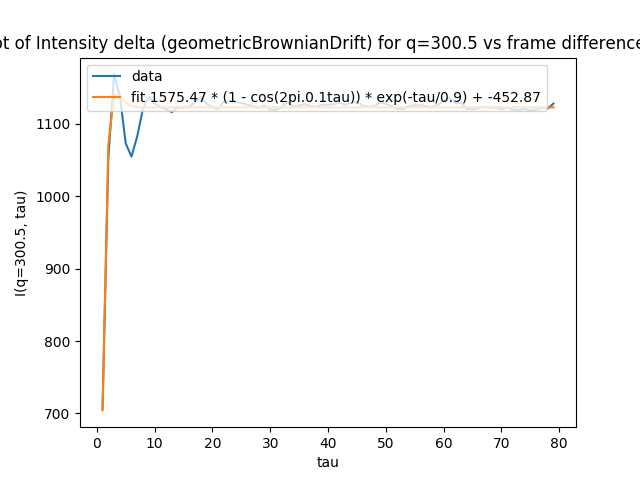 ot of Intensity delta (geometricBrownianDrift) for q=300.5 vs frame difference
data
fit 1575.47 * (1 - cos(2pi.0.1tau)) * exp(-tau/0.9) + -452.87
1100
1000
900
800
700
I(q=300.5, tau)
0 10 20 30 40 50 60 70 80
tau